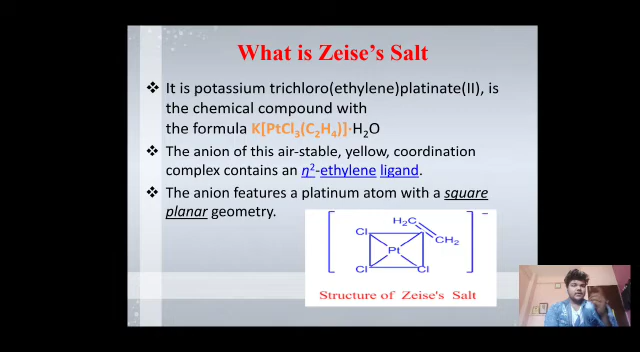 What is Zeise's Salt
❖ It is potassium trichloro(ethylene)platinate(II), is
the chemical compound with
the formula K[PtCl₃(C₂H₄)]·H₂O
❖ The anion of this air-stable, yellow, coordination
complex contains an η²-ethylene ligand.
❖ The anion features a platinum atom with a square
planar geometry.
H₂C
Cl
CH₂
Pt
Cl Cl
Structure of Zeise's Salt